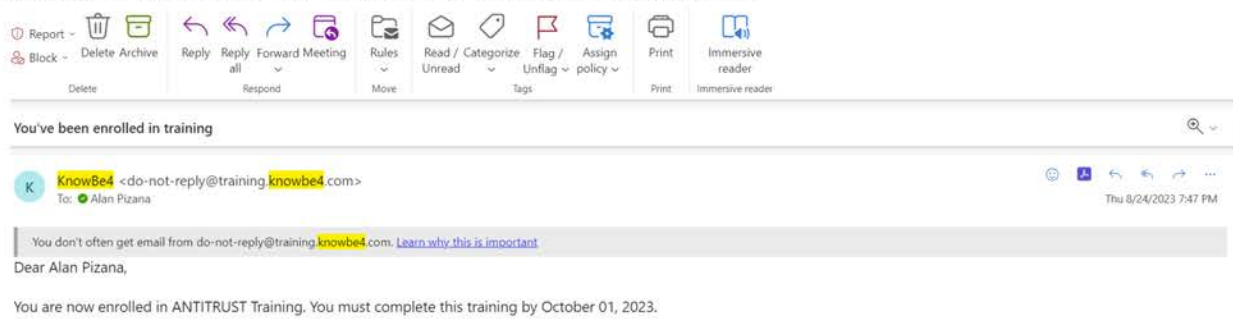 Report
Block
Delete Archive
Delete
Reply Reply all Forward Meeting
Respond
Rules
Move
Read / Unread Categorize Flag / Unflag Assign policy
Tags
Print
Print
Immersive reader
Immersive reader
You've been enrolled in training
K
KnowBe4 <do-not-reply@training.knowbe4.com>
To: Alan Pizana
Thu 8/24/2023 7:47 PM
You don't often get email from do-not-reply@training.knowbe4.com. Learn why this is important
Dear Alan Pizana,
You are now enrolled in ANTITRUST Training. You must complete this training by October 01, 2023.